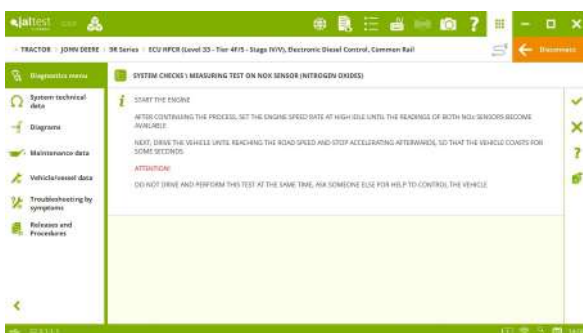 jaltest
TRACTOR › JOHN DEERE › 9R Series › ECU HPCR (Level 33 - Tier 4F/5 - Stage IV/V), Electronic Diesel Control, Common Rail
Disconnect
Diagnostics menu
SYSTEM CHECKS \ MEASURING TEST ON NOX SENSOR (NITROGEN OXIDES)
System technical data
Diagrams
Maintenance data
Vehicle/vessel data
Troubleshooting by symptoms
Releases and Procedures
START THE ENGINE
AFTER CONTINUING THE PROCESS, SET THE ENGINE SPEED RATE AT HIGH IDLE UNTIL THE READINGS OF BOTH NOx SENSORS BECOME
AVAILABLE
NEXT, DRIVE THE VEHICLE UNTIL REACHING THE ROAD SPEED AND STOP ACCELERATING AFTERWARDS, SO THAT THE VEHICLE COASTS FOR
SOME SECONDS.
ATTENTION!
DO NOT DRIVE AND PERFORM THIS TEST AT THE SAME TIME, ASK SOMEONE ELSE FOR HELP TO CONTROL THE VEHICLE